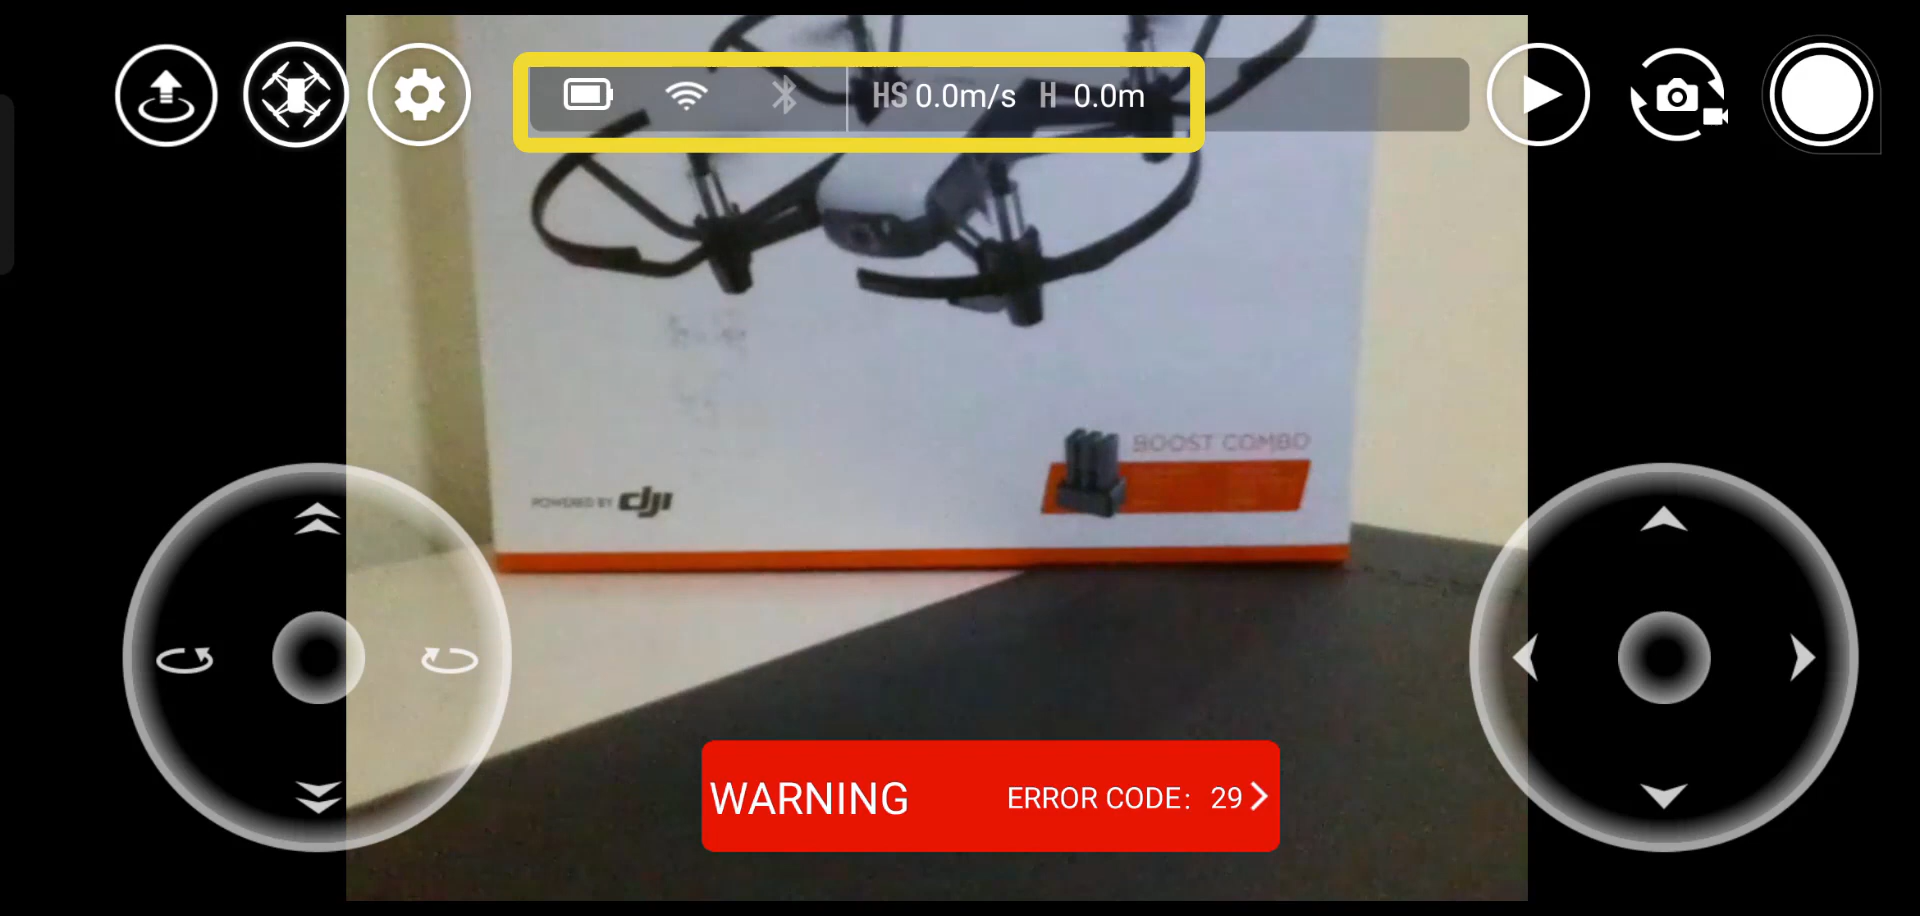 HS 0.0m/s H 0.0m
BOOST COMBO
POWERED BY dji
WARNING ERROR CODE: 29